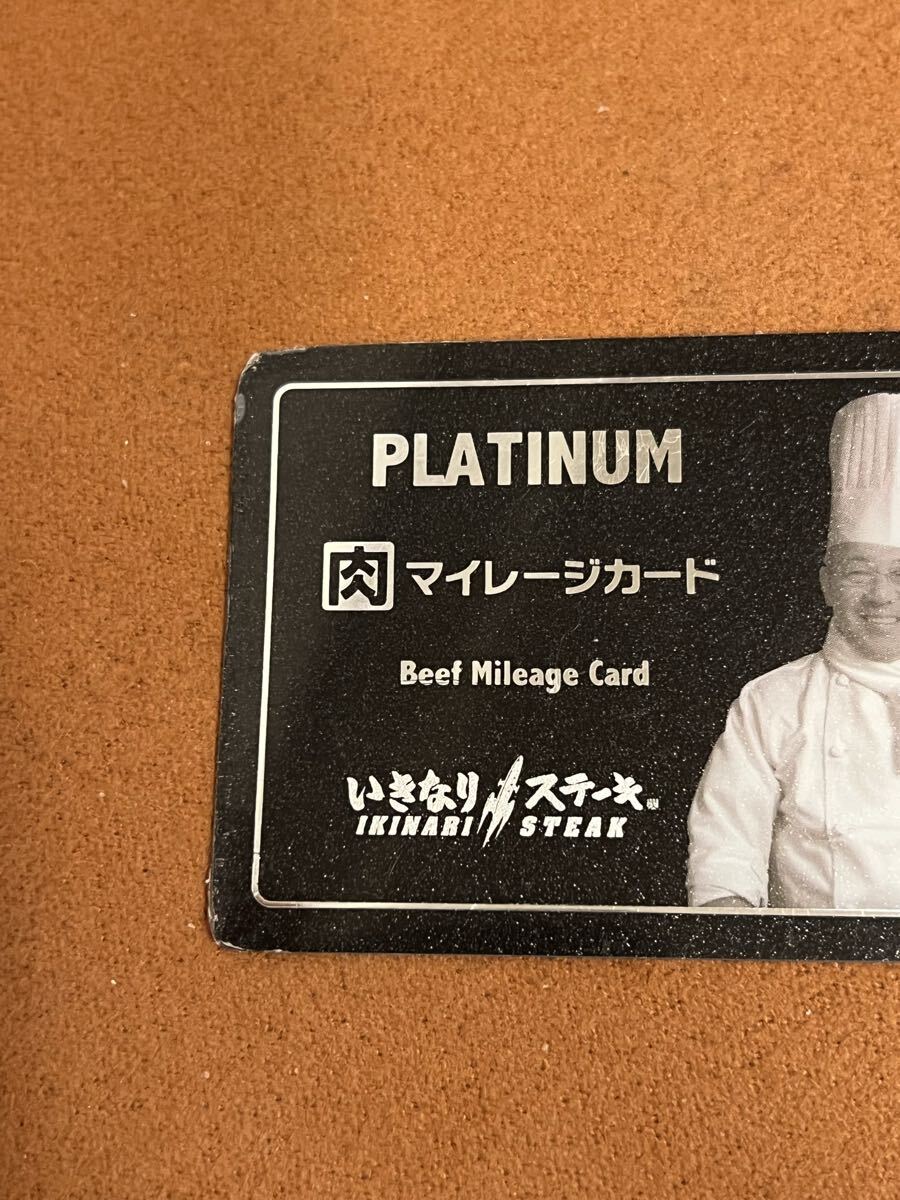 PLATINUM
肉 マイレージカード
Beef Mileage Card
いきなりステーキ
IKINARI STEAK